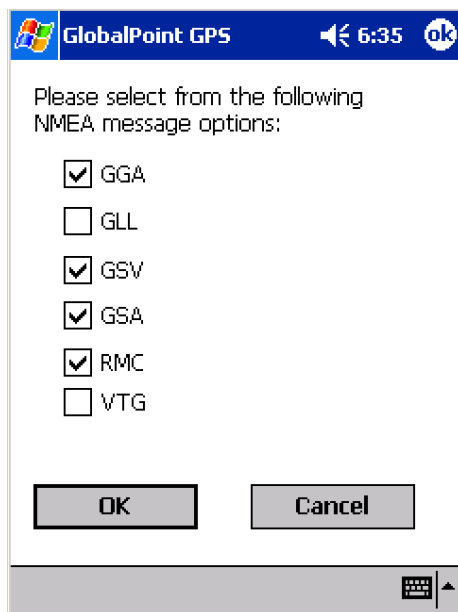 GlobalPoint GPS 6:35 ok
Please select from the following
NMEA message options:
GGA
GLL
GSV
GSA
RMC
VTG
OK Cancel